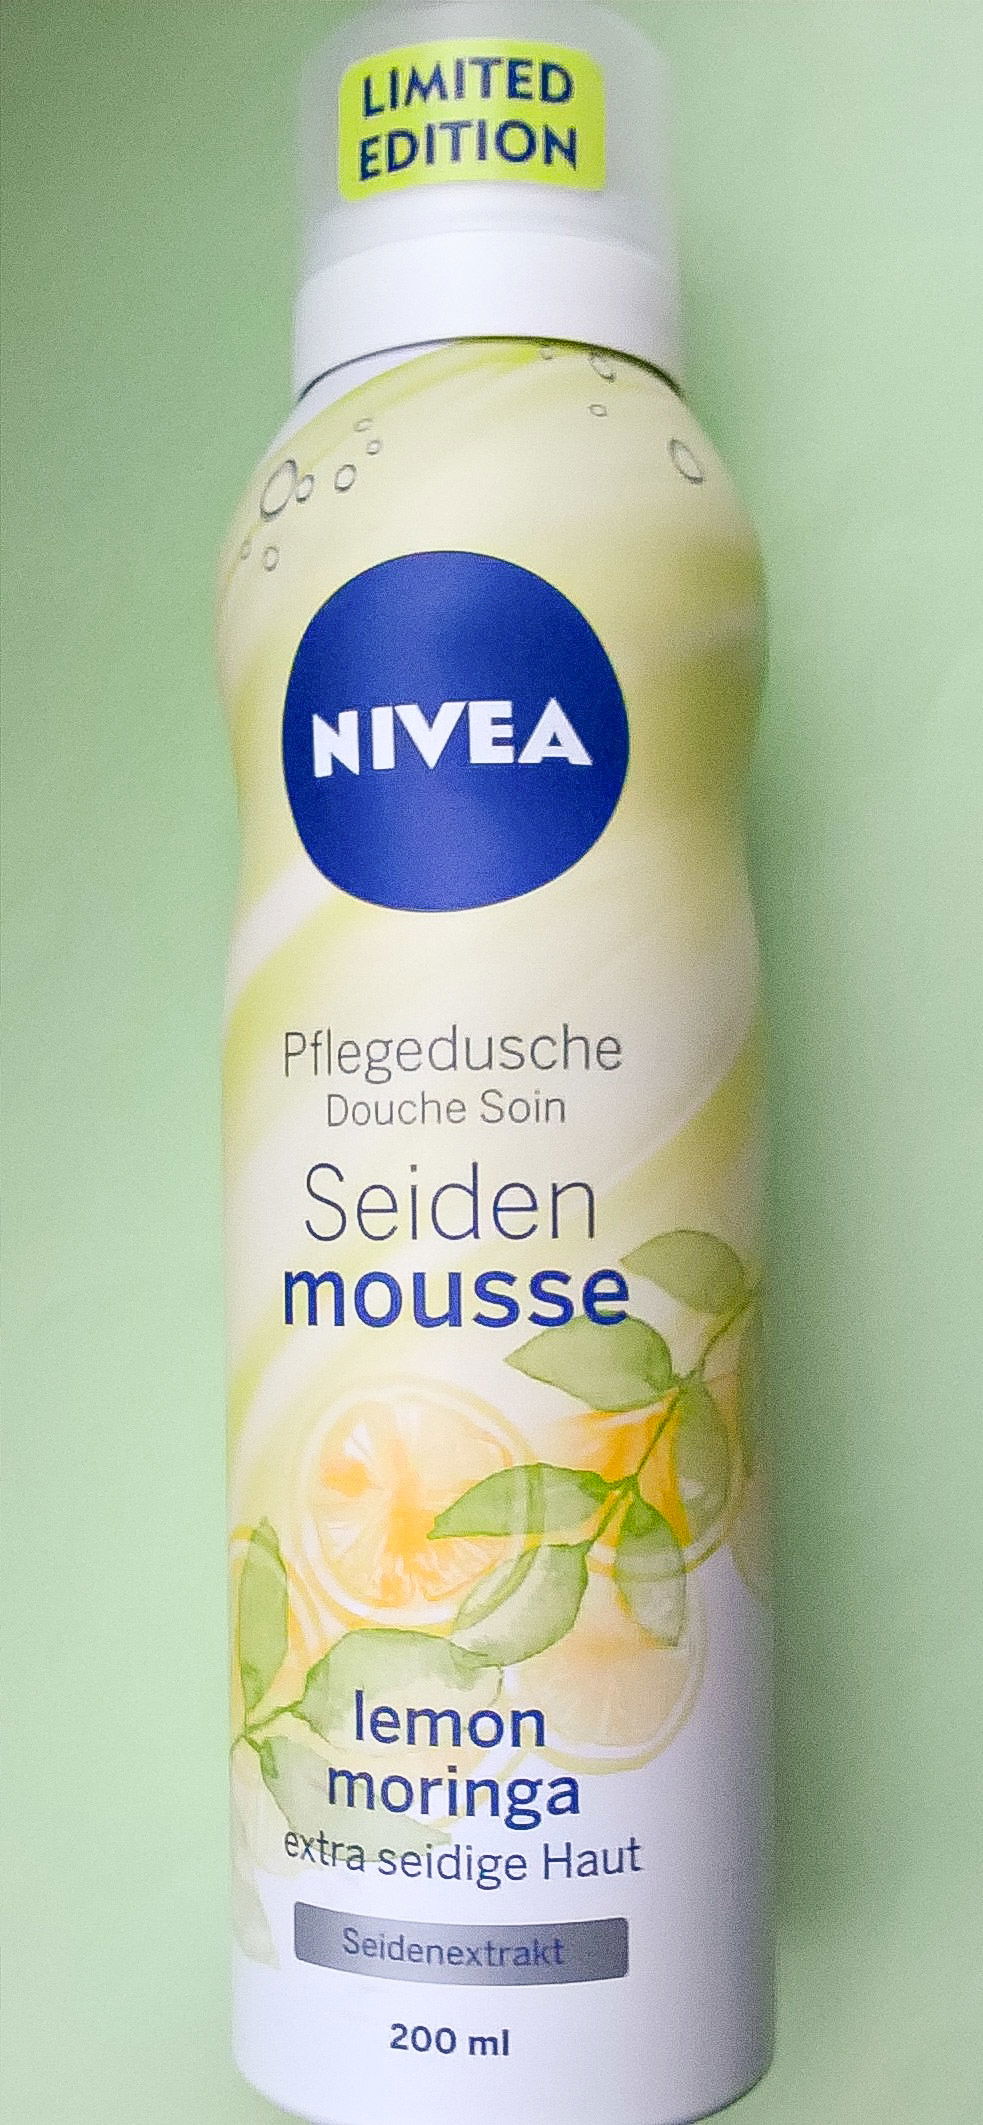 LIMITED
EDITION
NIVEA
Pflegedusche
Douche Soin
Seiden
mousse
lemon
moringa
extra seidige Haut
Seidenextrakt
200 ml